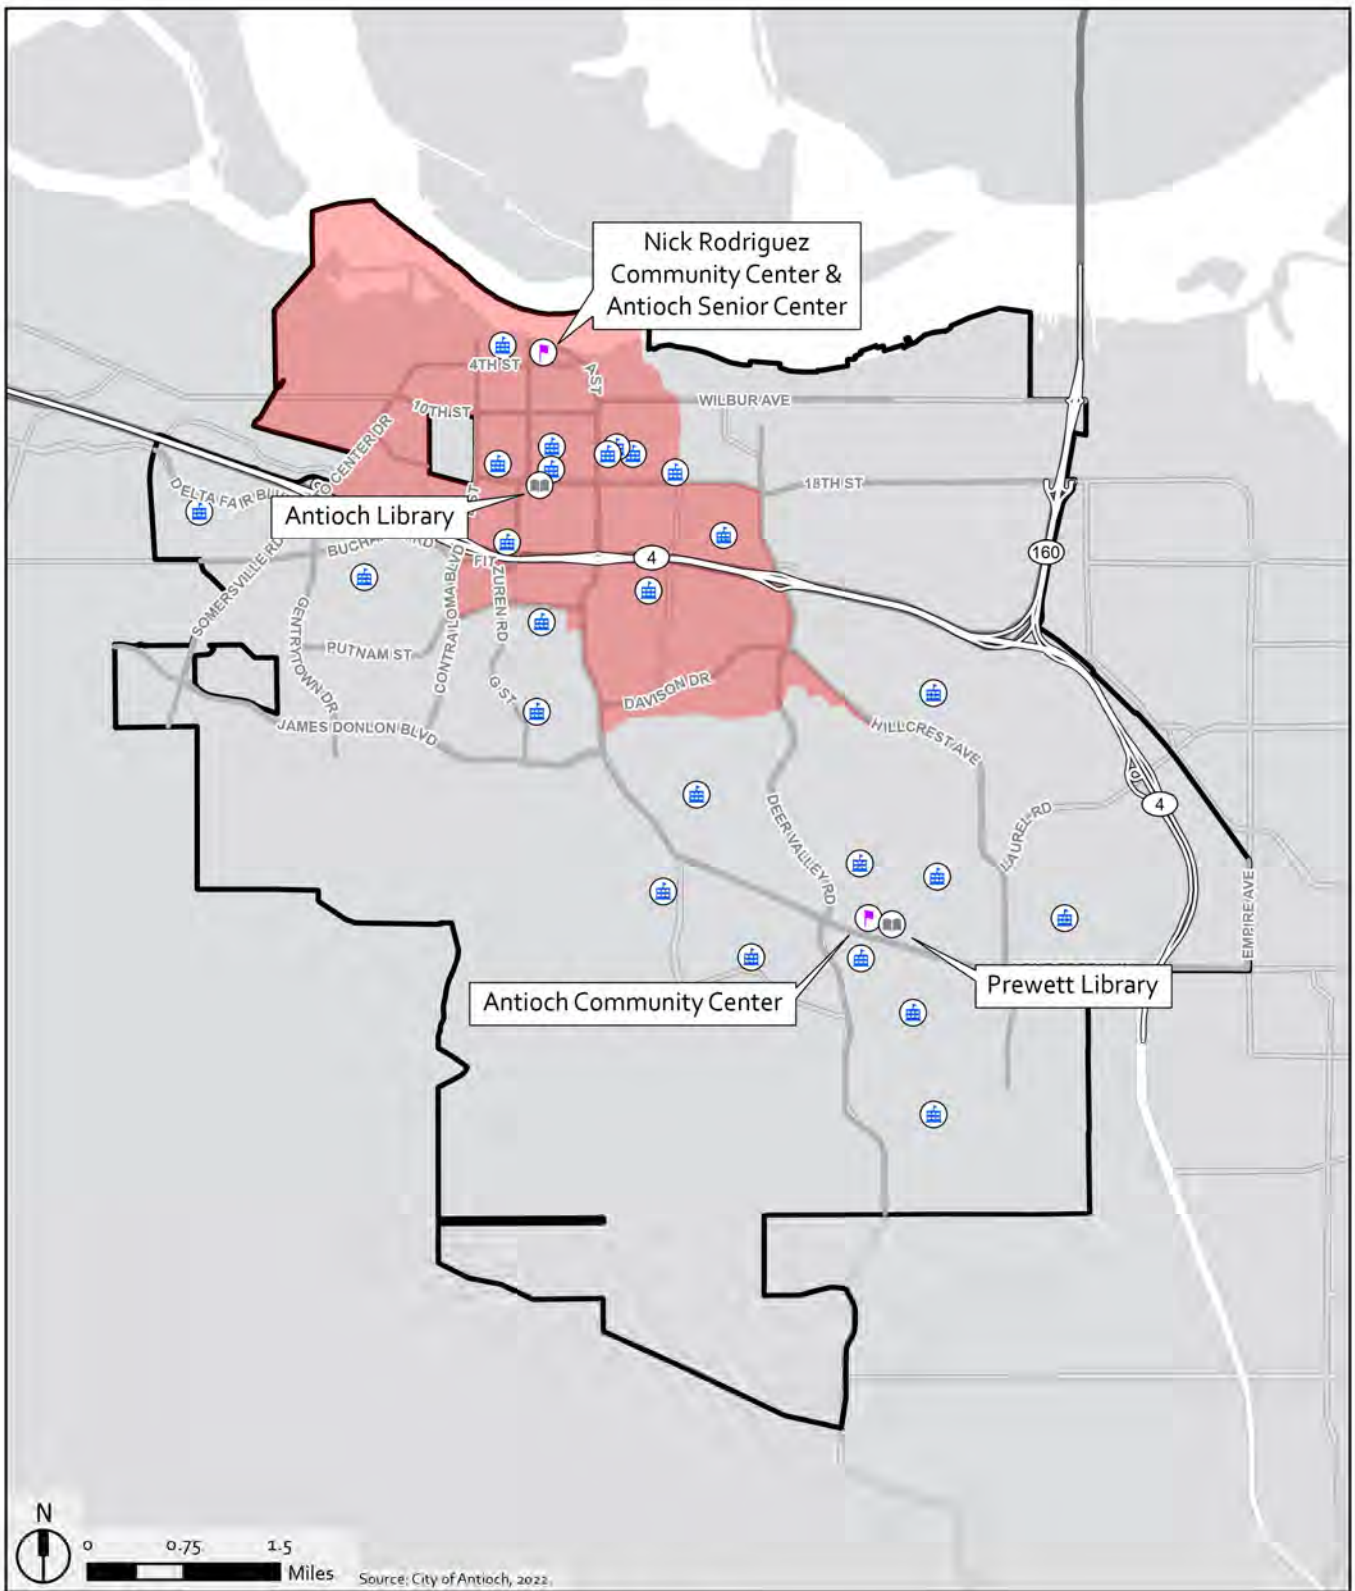 Nick Rodriguez
Community Center &
Antioch Senior Center
4TH ST
A ST
10TH ST
WILBUR AVE
CENTER DR
18TH ST
DELTA FAIR
Antioch Library
ST
RD
4
160
SOMERSVILLE RD
FITZUREN RD
CONTRA LOMA BLVD
GENTRYTOWN DR
PUTNAM ST
G ST
DAVISON DR
JAMES DONLON BLVD
HILLCREST AVE
DEER VALLEY RD
LAUREL RD
4
EMPIRE AVE
Prewett Library
Antioch Community Center
N
0 0.75 1.5
Miles
Source: City of Antioch, 2022.